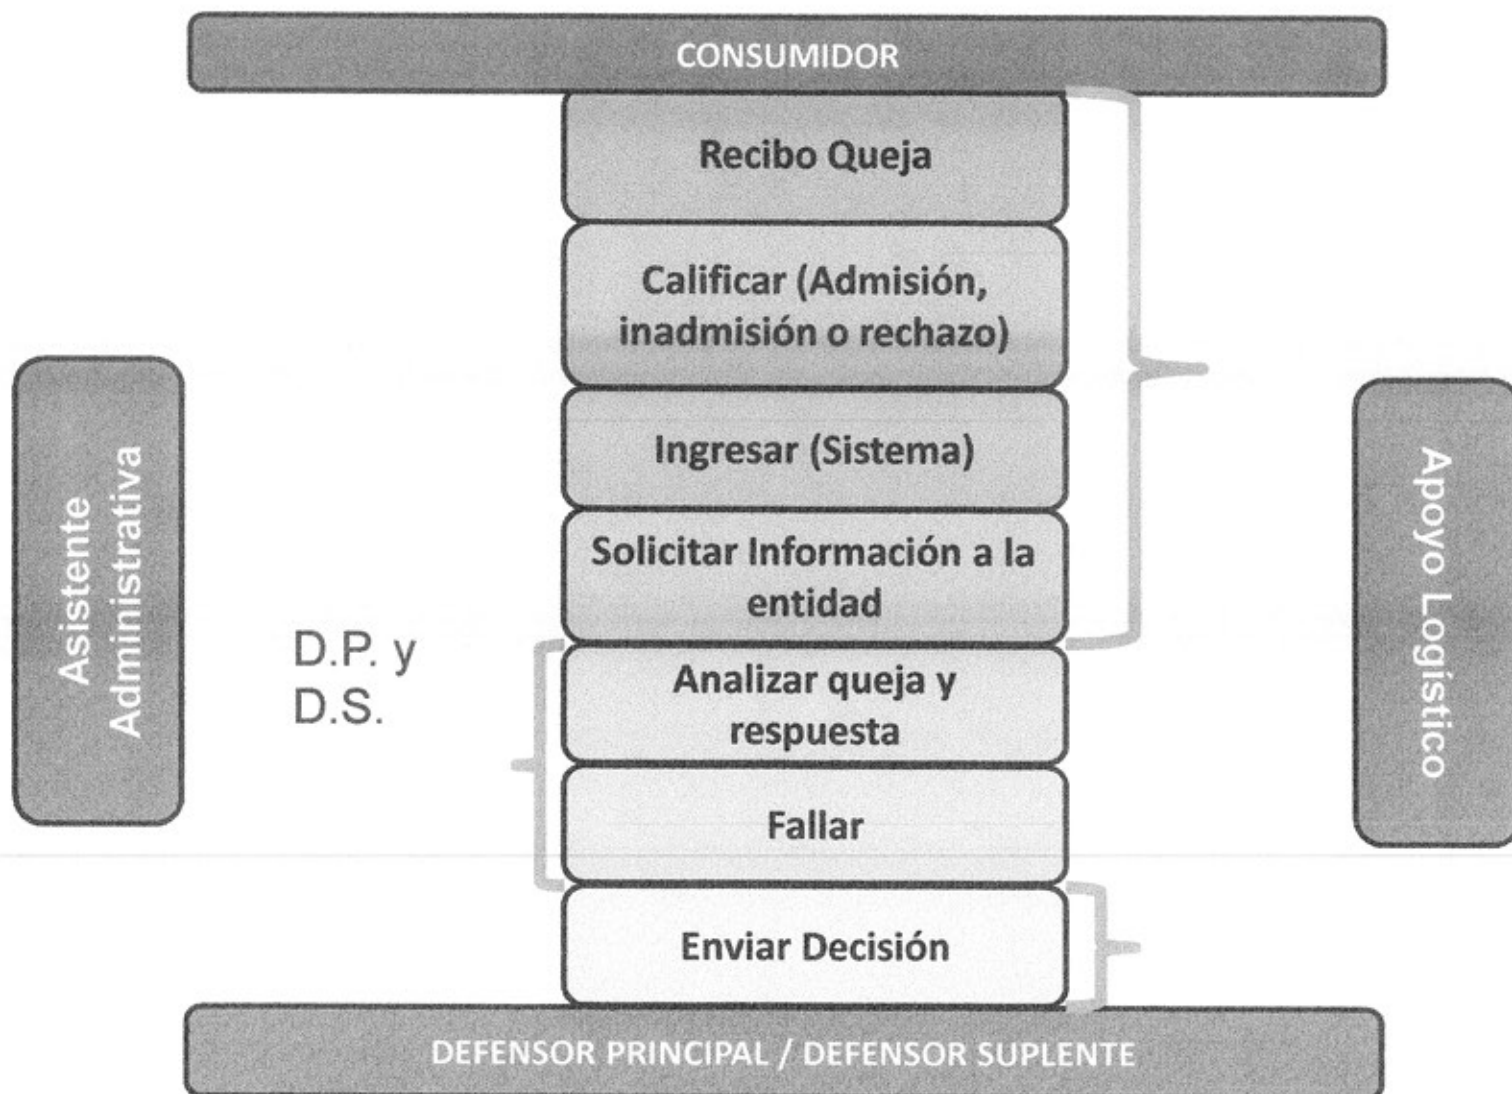 CONSUMIDOR
Recibo Queja
Calificar (Admisión,
inadmisión o rechazo)
Ingresar (Sistema)
Solicitar Información a la
entidad
Analizar queja y
respuesta
Fallar
Enviar Decisión
Asistente
Administrativa
D.P. y
D.S.
Apoyo Logístico
DEFENSOR PRINCIPAL / DEFENSOR SUPLENTE